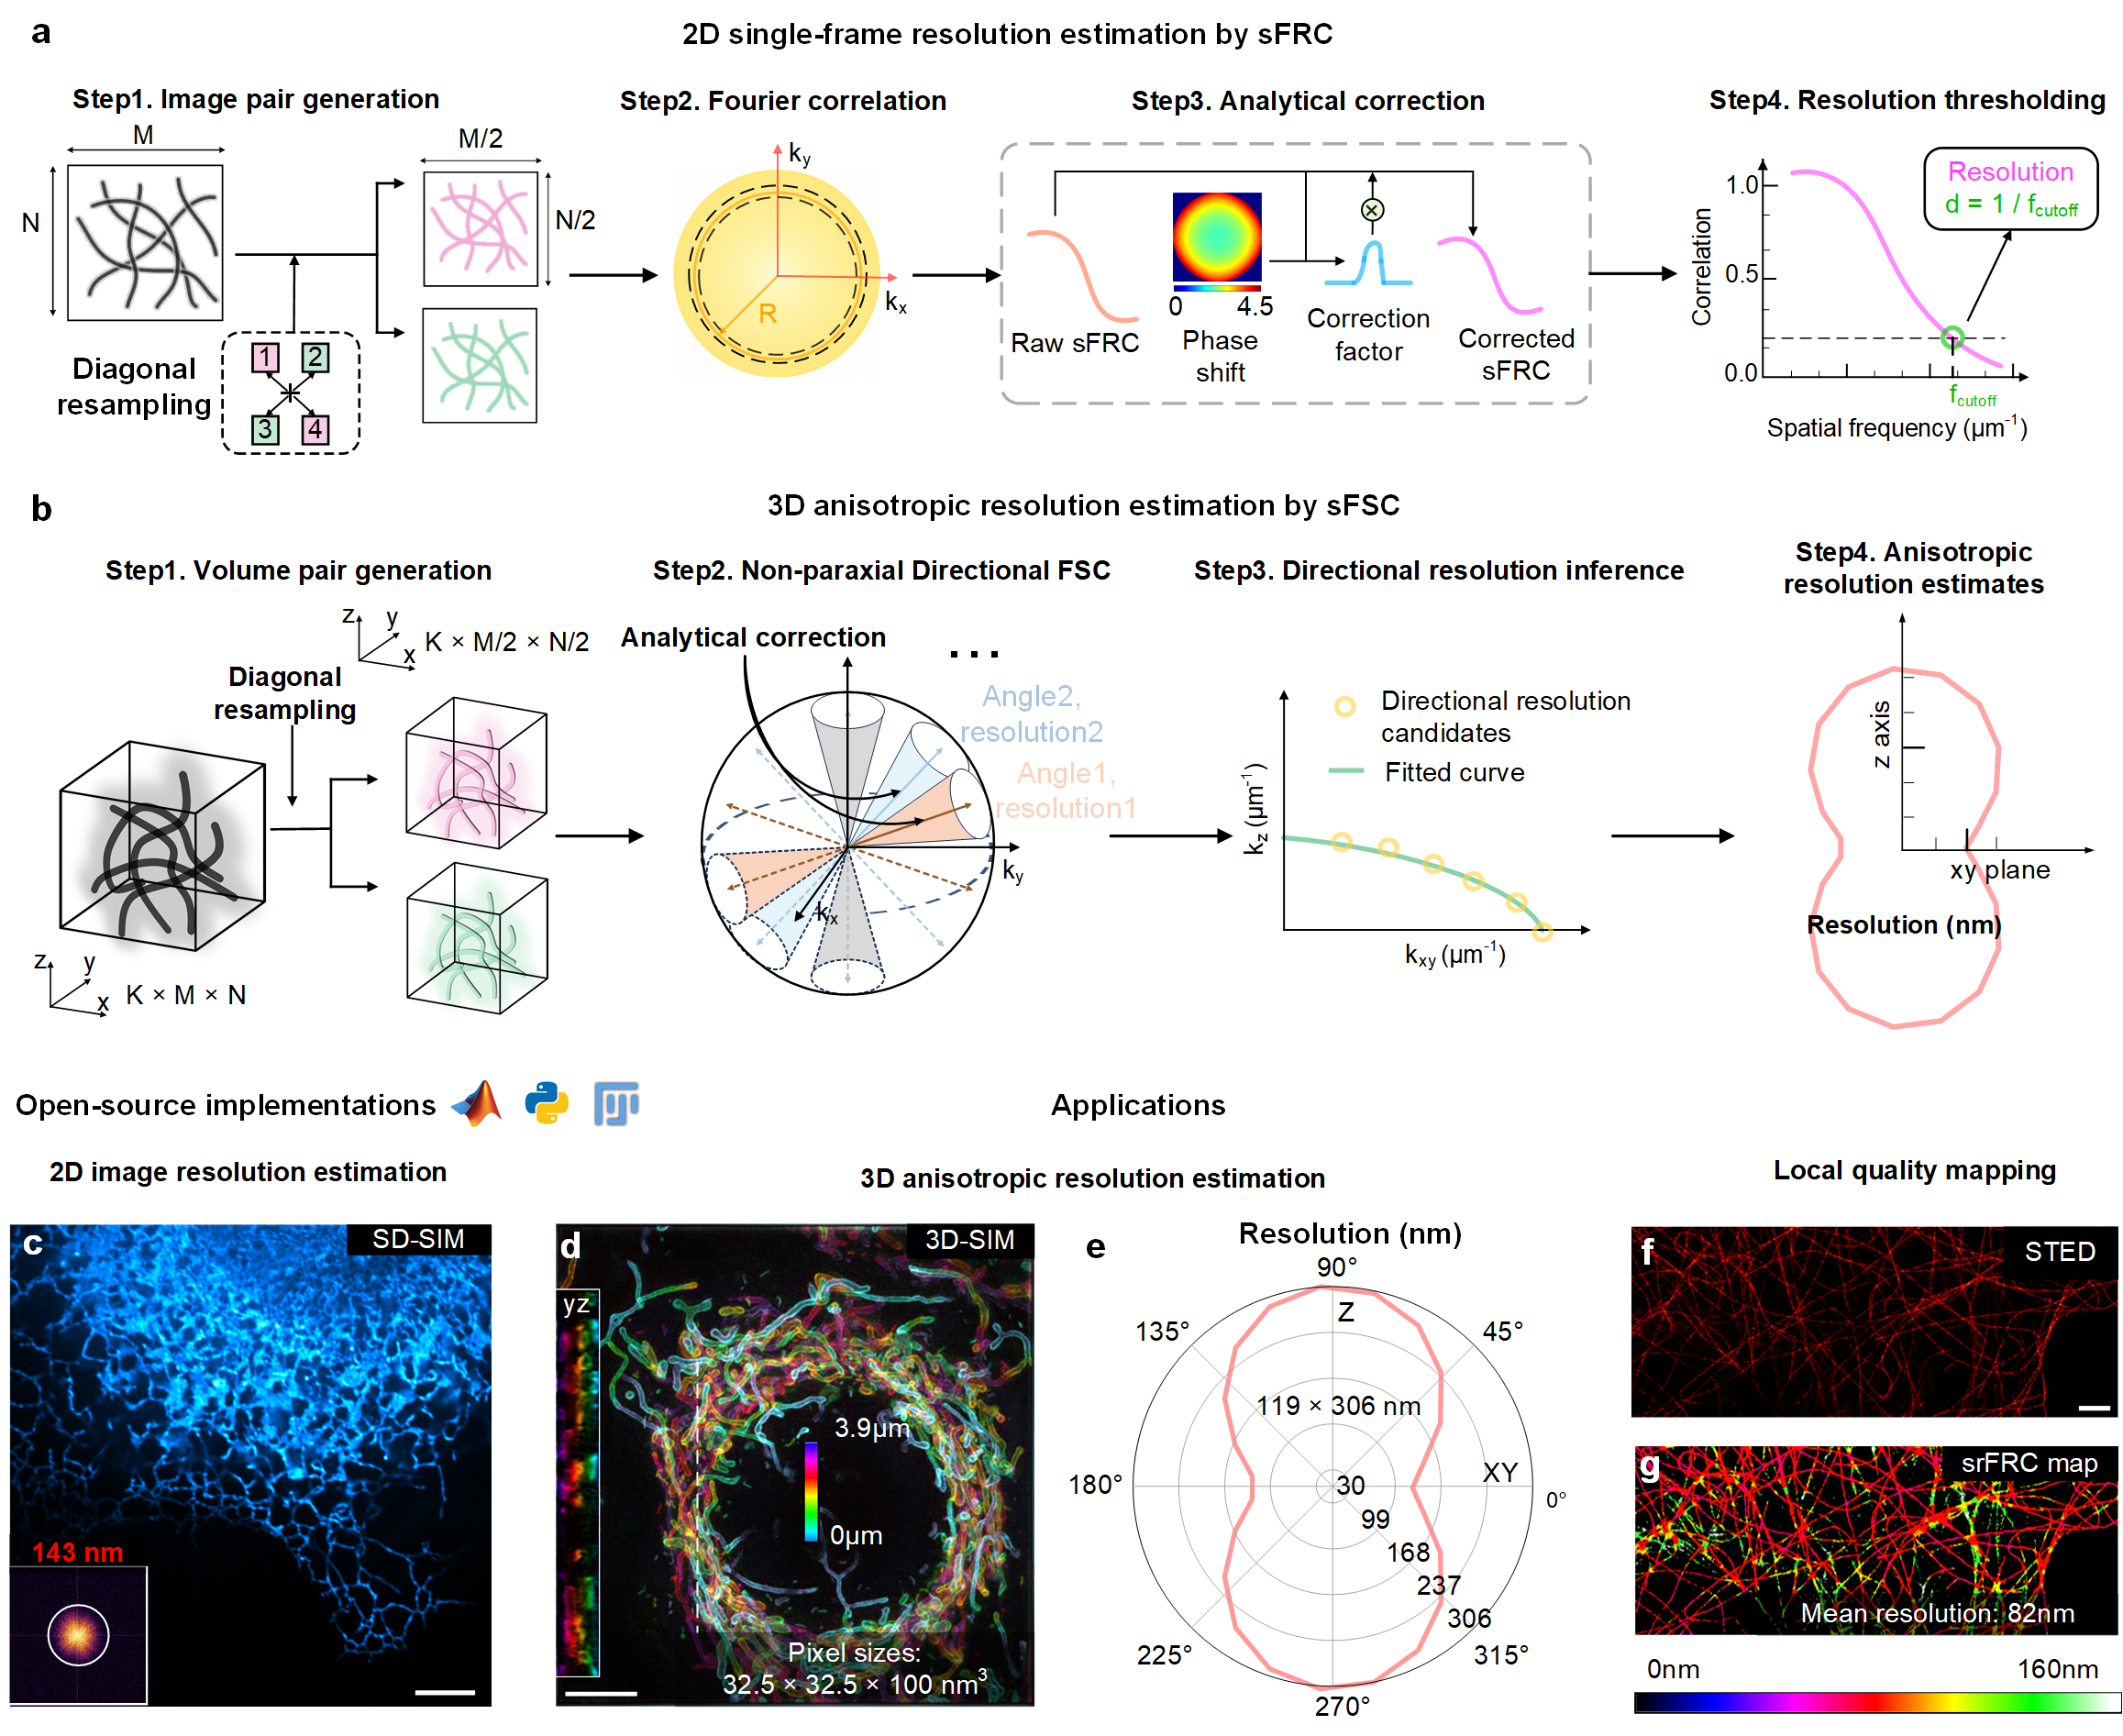 a
2D single-frame resolution estimation by sFRC
Step1. Image pair generation
Step2. Fourier correlation
Step3. Analytical correction
Step4. Resolution thresholding
M
N
M/2
N/2
Diagonal
resampling
1
2
3
4
ky
kx
R
Raw sFRC
0
4.5
Phase
shift
Correction
factor
Corrected
sFRC
Correlation
1.0
0.5
0.0
Resolution
d = 1 / fcutoff
fcutoff
Spatial frequency (µm-1)
b
3D anisotropic resolution estimation by sFSC
Step1. Volume pair generation
Step2. Non-paraxial Directional FSC
Step3. Directional resolution inference
Step4. Anisotropic
resolution estimates
z
y
x
K × M/2 × N/2
Diagonal
resampling
z
y
x
K × M × N
Analytical correction
...
Angle2,
resolution2
Angle1,
resolution1
ky
kx
Directional resolution
candidates
Fitted curve
kz (µm-1)
kxy (µm-1)
z axis
xy plane
Resolution (nm)
Open-source implementations
Applications
2D image resolution estimation
3D anisotropic resolution estimation
Local quality mapping
c
SD-SIM
143 nm
d
3D-SIM
yz
3.9µm
0µm
Pixel sizes:
32.5 × 32.5 × 100 nm3
e
Resolution (nm)
90°
Z
135°
45°
119 × 306 nm
180°
XY
0°
30
99
168
237
306
225°
315°
270°
f
STED
g
srFRC map
Mean resolution: 82nm
0nm
160nm